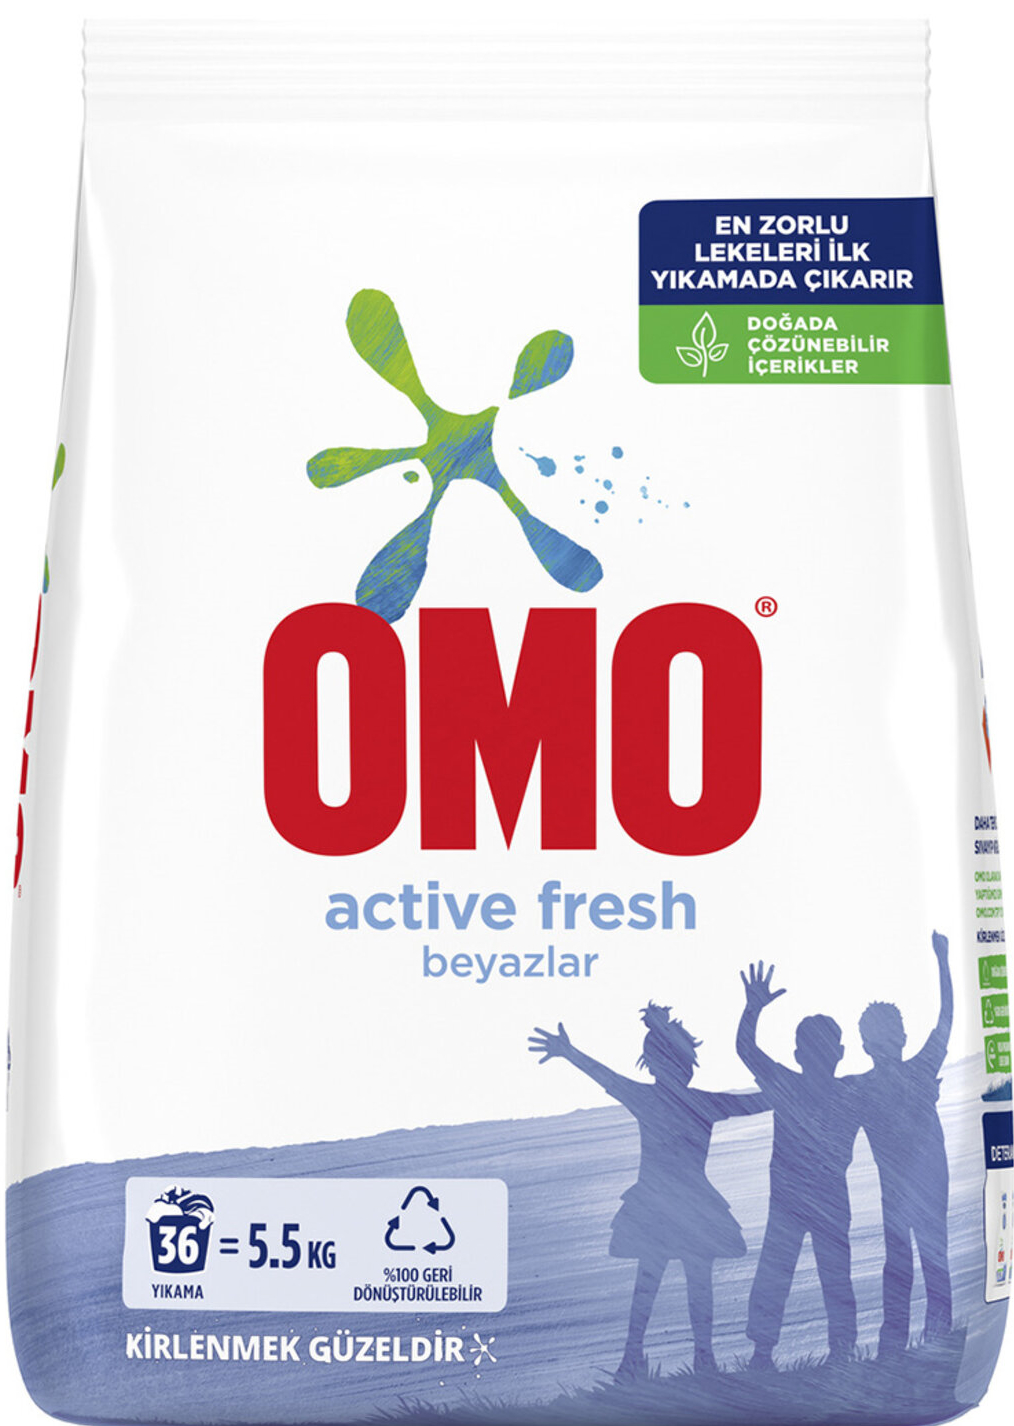 EN ZORLU
LEKELERİ İLK
YIKAMADA ÇIKARIR
DOĞADA
ÇÖZÜNEBİLİR
İÇERİKLER
OMO®
active fresh
beyazlar
36 = 5.5 KG
YIKAMA
%100 GERİ
DÖNÜŞTÜRÜLEBİLİR
KİRLENMEK GÜZELDİR